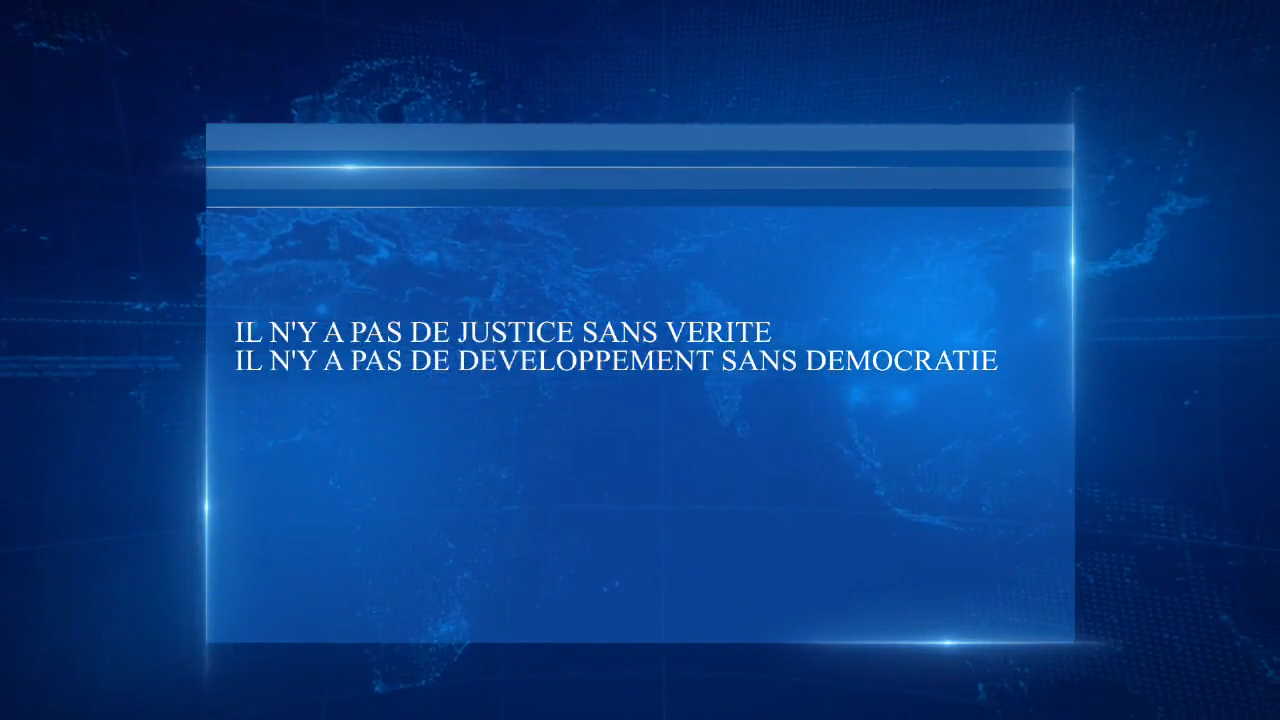 IL N'Y A PAS DE JUSTICE SANS VERITE
IL N'Y A PAS DE DEVELOPPEMENT SANS DEMOCRATIE